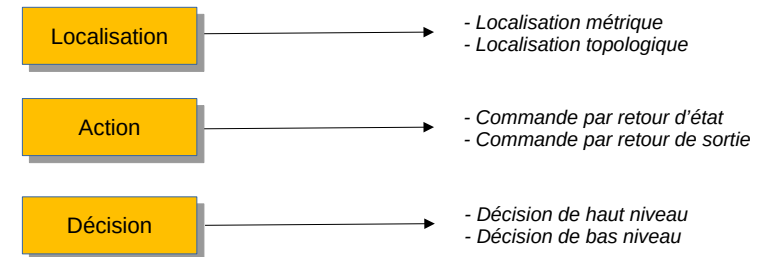 Localisation
- Localisation métrique
- Localisation topologique
Action
- Commande par retour d’état
- Commande par retour de sortie
Décision
- Décision de haut niveau
- Décision de bas niveau